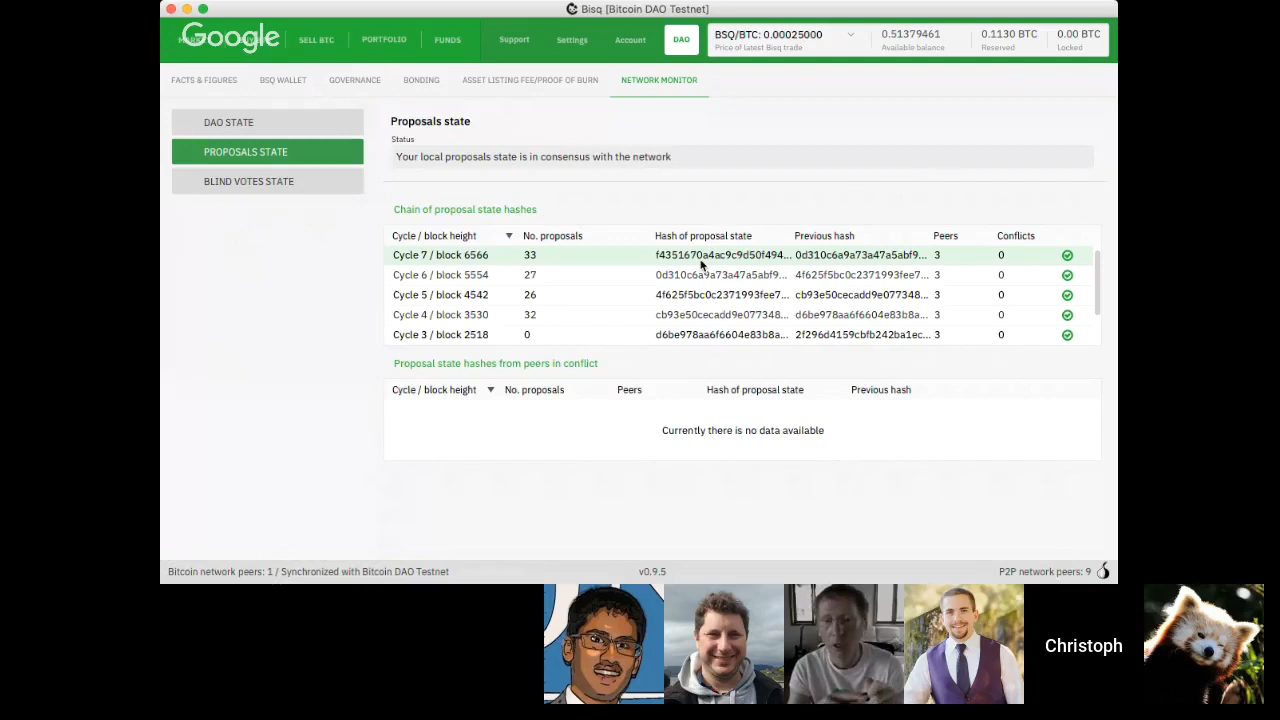 Bisq [Bitcoin DAO Testnet]
Google
SELL BTC PORTFOLIO FUNDS Support Settings Account DAO
BSQ/BTC: 0.00025000 0.51379461 0.1130 BTC 0.00 BTC
Price of latest Bisq trade Available balance Reserved Locked
FACTS & FIGURES BSQ WALLET GOVERNANCE BONDING ASSET LISTING FEE/PROOF OF BURN NETWORK MONITOR
DAO STATE
PROPOSALS STATE
BLIND VOTES STATE
Proposals state
Status
Your local proposals state is in consensus with the network
Chain of proposal state hashes
Cycle / block height No. proposals Hash of proposal state Previous hash Peers Conflicts
Cycle 7 / block 6566 33 f4351670a4ac9c9d50f494... 0d310c6a9a73a47a5abf9... 3 0
Cycle 6 / block 5554 27 0d310c6a9a73a47a5abf9... 4f625f5bc0c2371993fee7... 3 0
Cycle 5 / block 4542 26 4f625f5bc0c2371993fee7... cb93e50cecadd9e077348... 3 0
Cycle 4 / block 3530 32 cb93e50cecadd9e077348... d6be978aa6f6604e83b8a... 3 0
Cycle 3 / block 2518 0 d6be978aa6f6604e83b8a... 2f296d4159cbfb242ba1ec... 3 0
Proposal state hashes from peers in conflict
Cycle / block height No. proposals Peers Hash of proposal state Previous hash
Currently there is no data available
Bitcoin network peers: 1 / Synchronized with Bitcoin DAO Testnet v0.9.5 P2P network peers: 9
Christoph